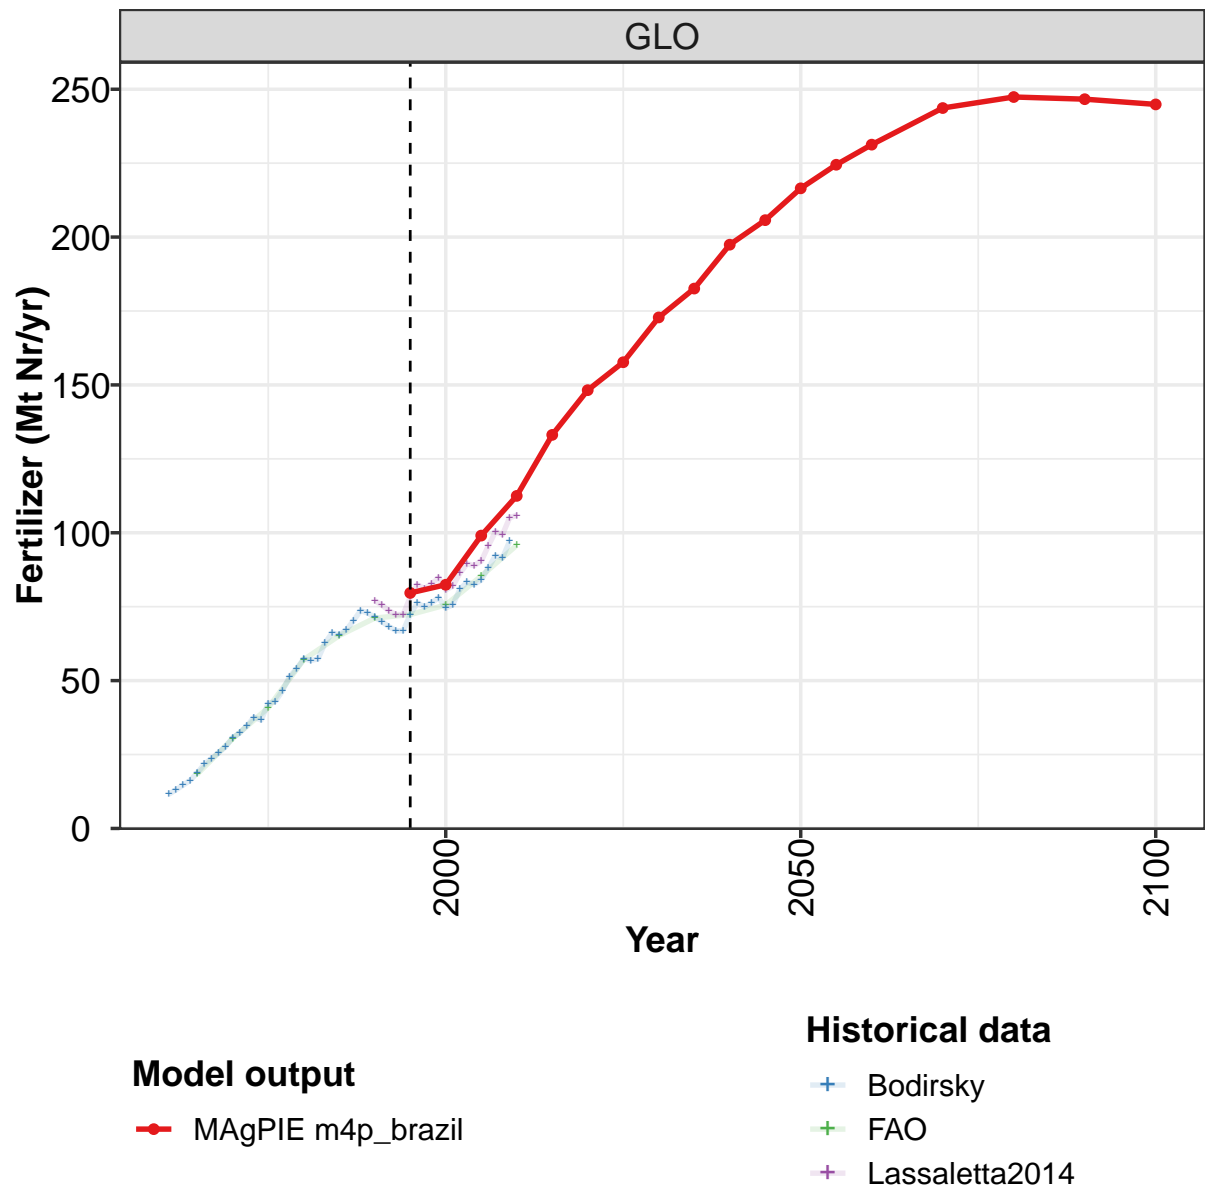 GLO
Fertilizer (Mt Nr/yr)
250
200
150
100
50
0
2000
2050
2100
Year
Model output
MAgPIE m4p_brazil
Historical data
Bodirsky
FAO
Lassaletta2014